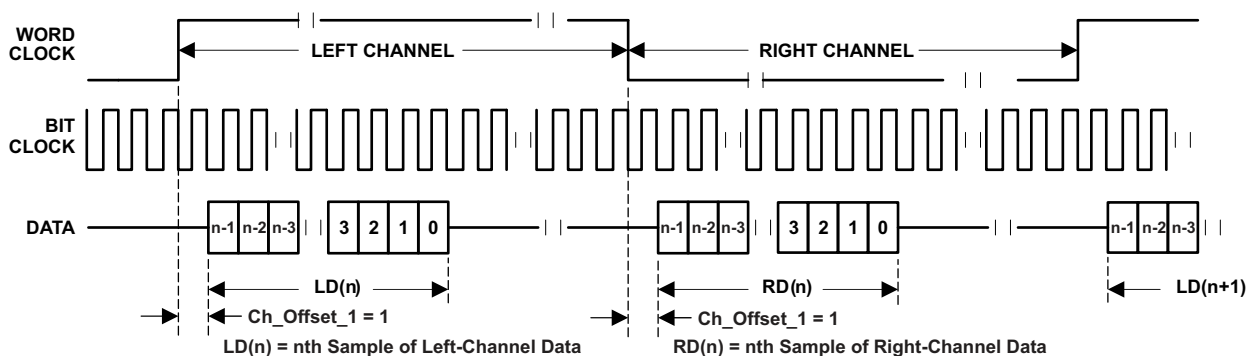 WORD
CLOCK
LEFT CHANNEL
RIGHT CHANNEL
BIT
CLOCK
DATA
n-1 n-2 n-3 3 2 1 0 n-1 n-2 n-3 3 2 1 0 n-1 n-2 n-3
LD(n) RD(n) LD(n+1)
Ch_Offset_1 = 1 Ch_Offset_1 = 1
LD(n) = nth Sample of Left-Channel Data RD(n) = nth Sample of Right-Channel Data